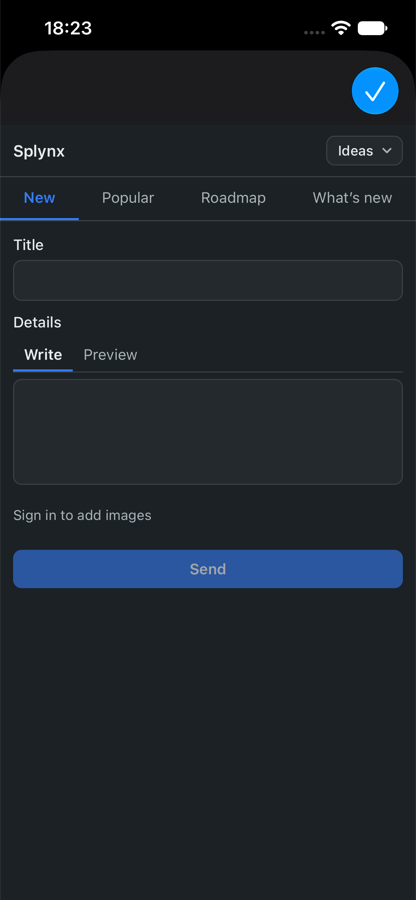 18:23
Splynx
Ideas
New Popular Roadmap What's new
Title
Details
Write Preview
Sign in to add images
Send